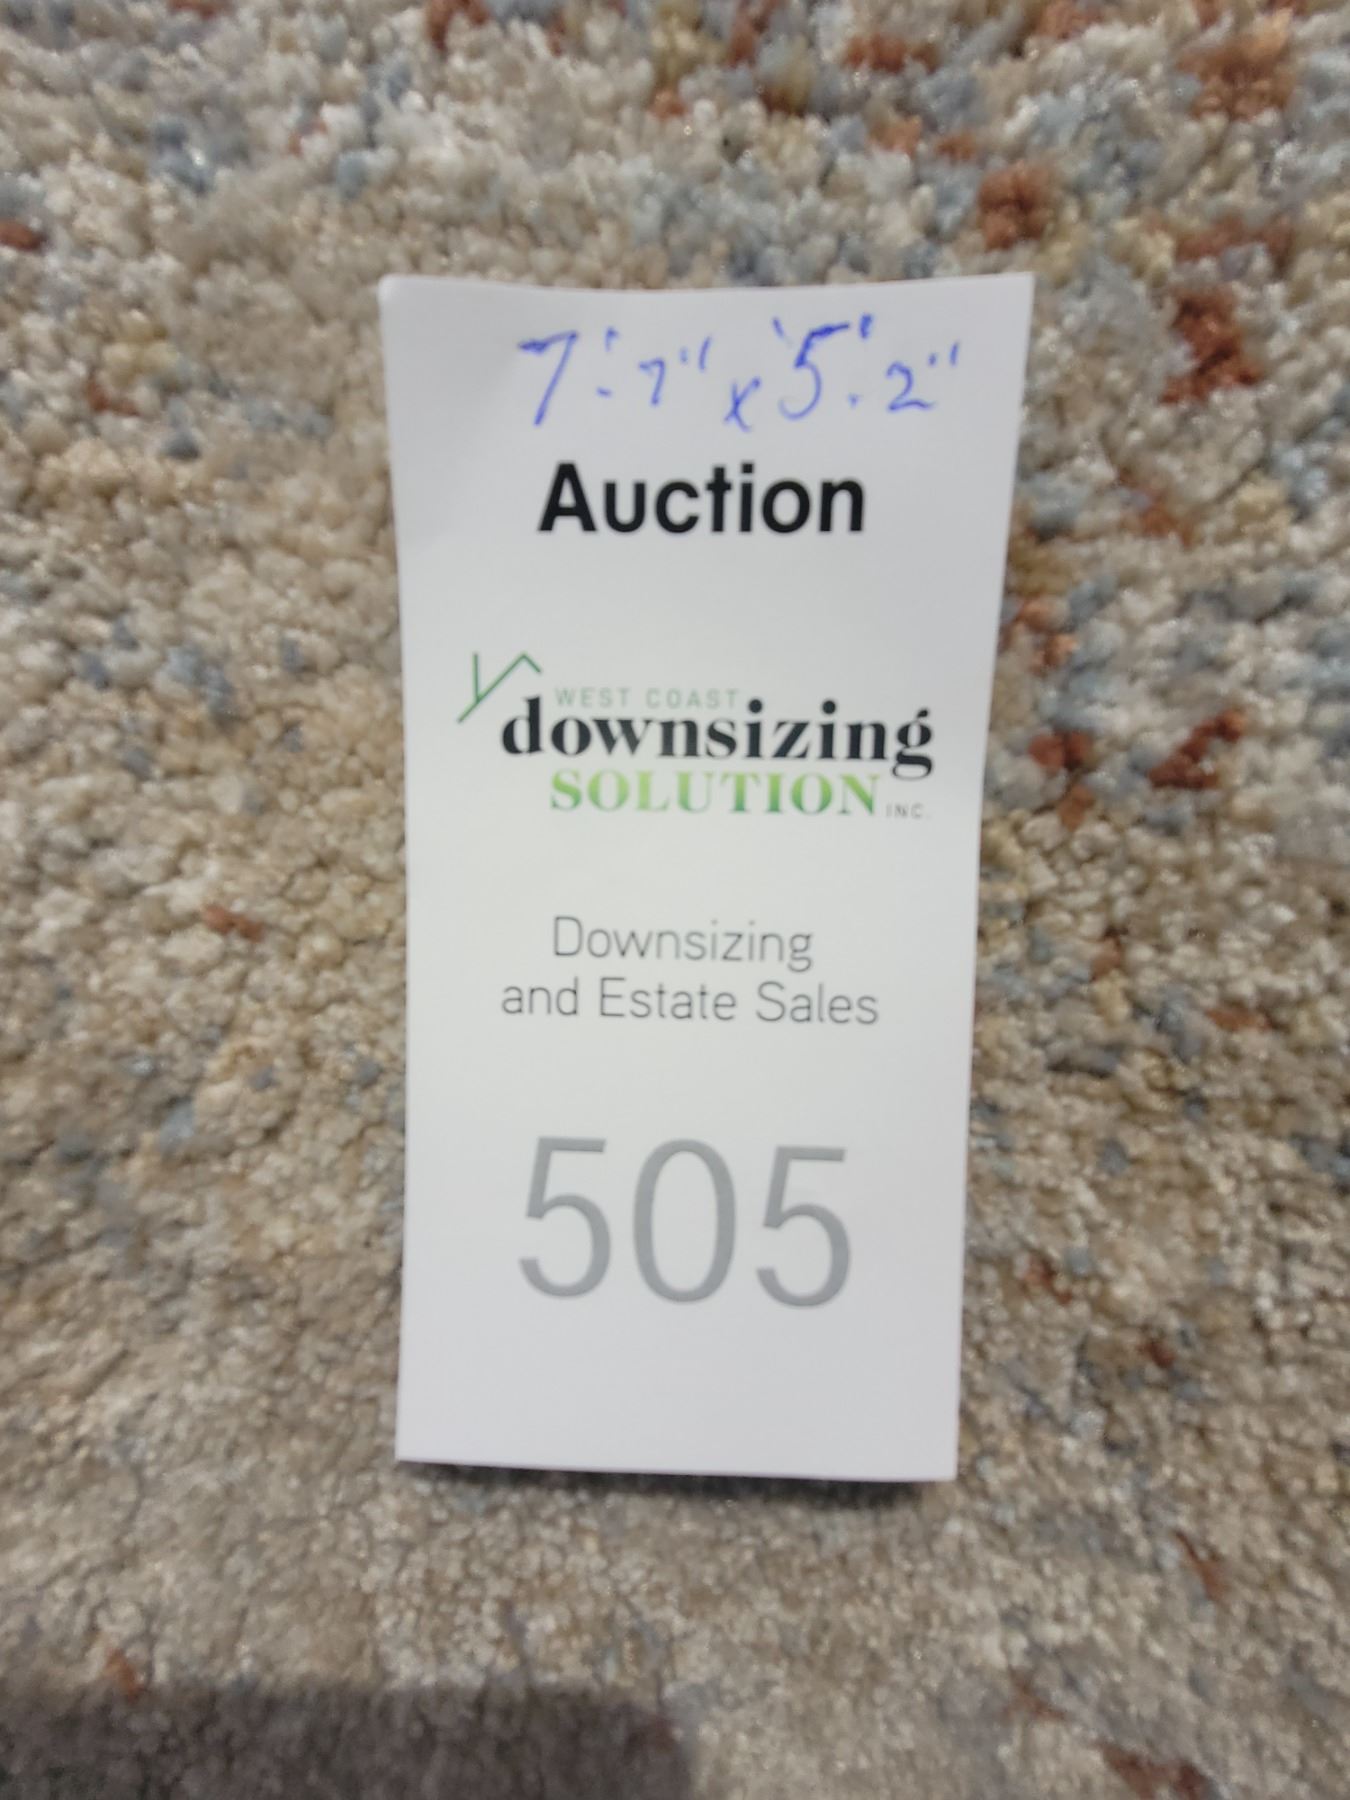 7'-7" x 5'-2"
Auction
WEST COAST
downsizing
SOLUTION INC.
Downsizing
and Estate Sales
505